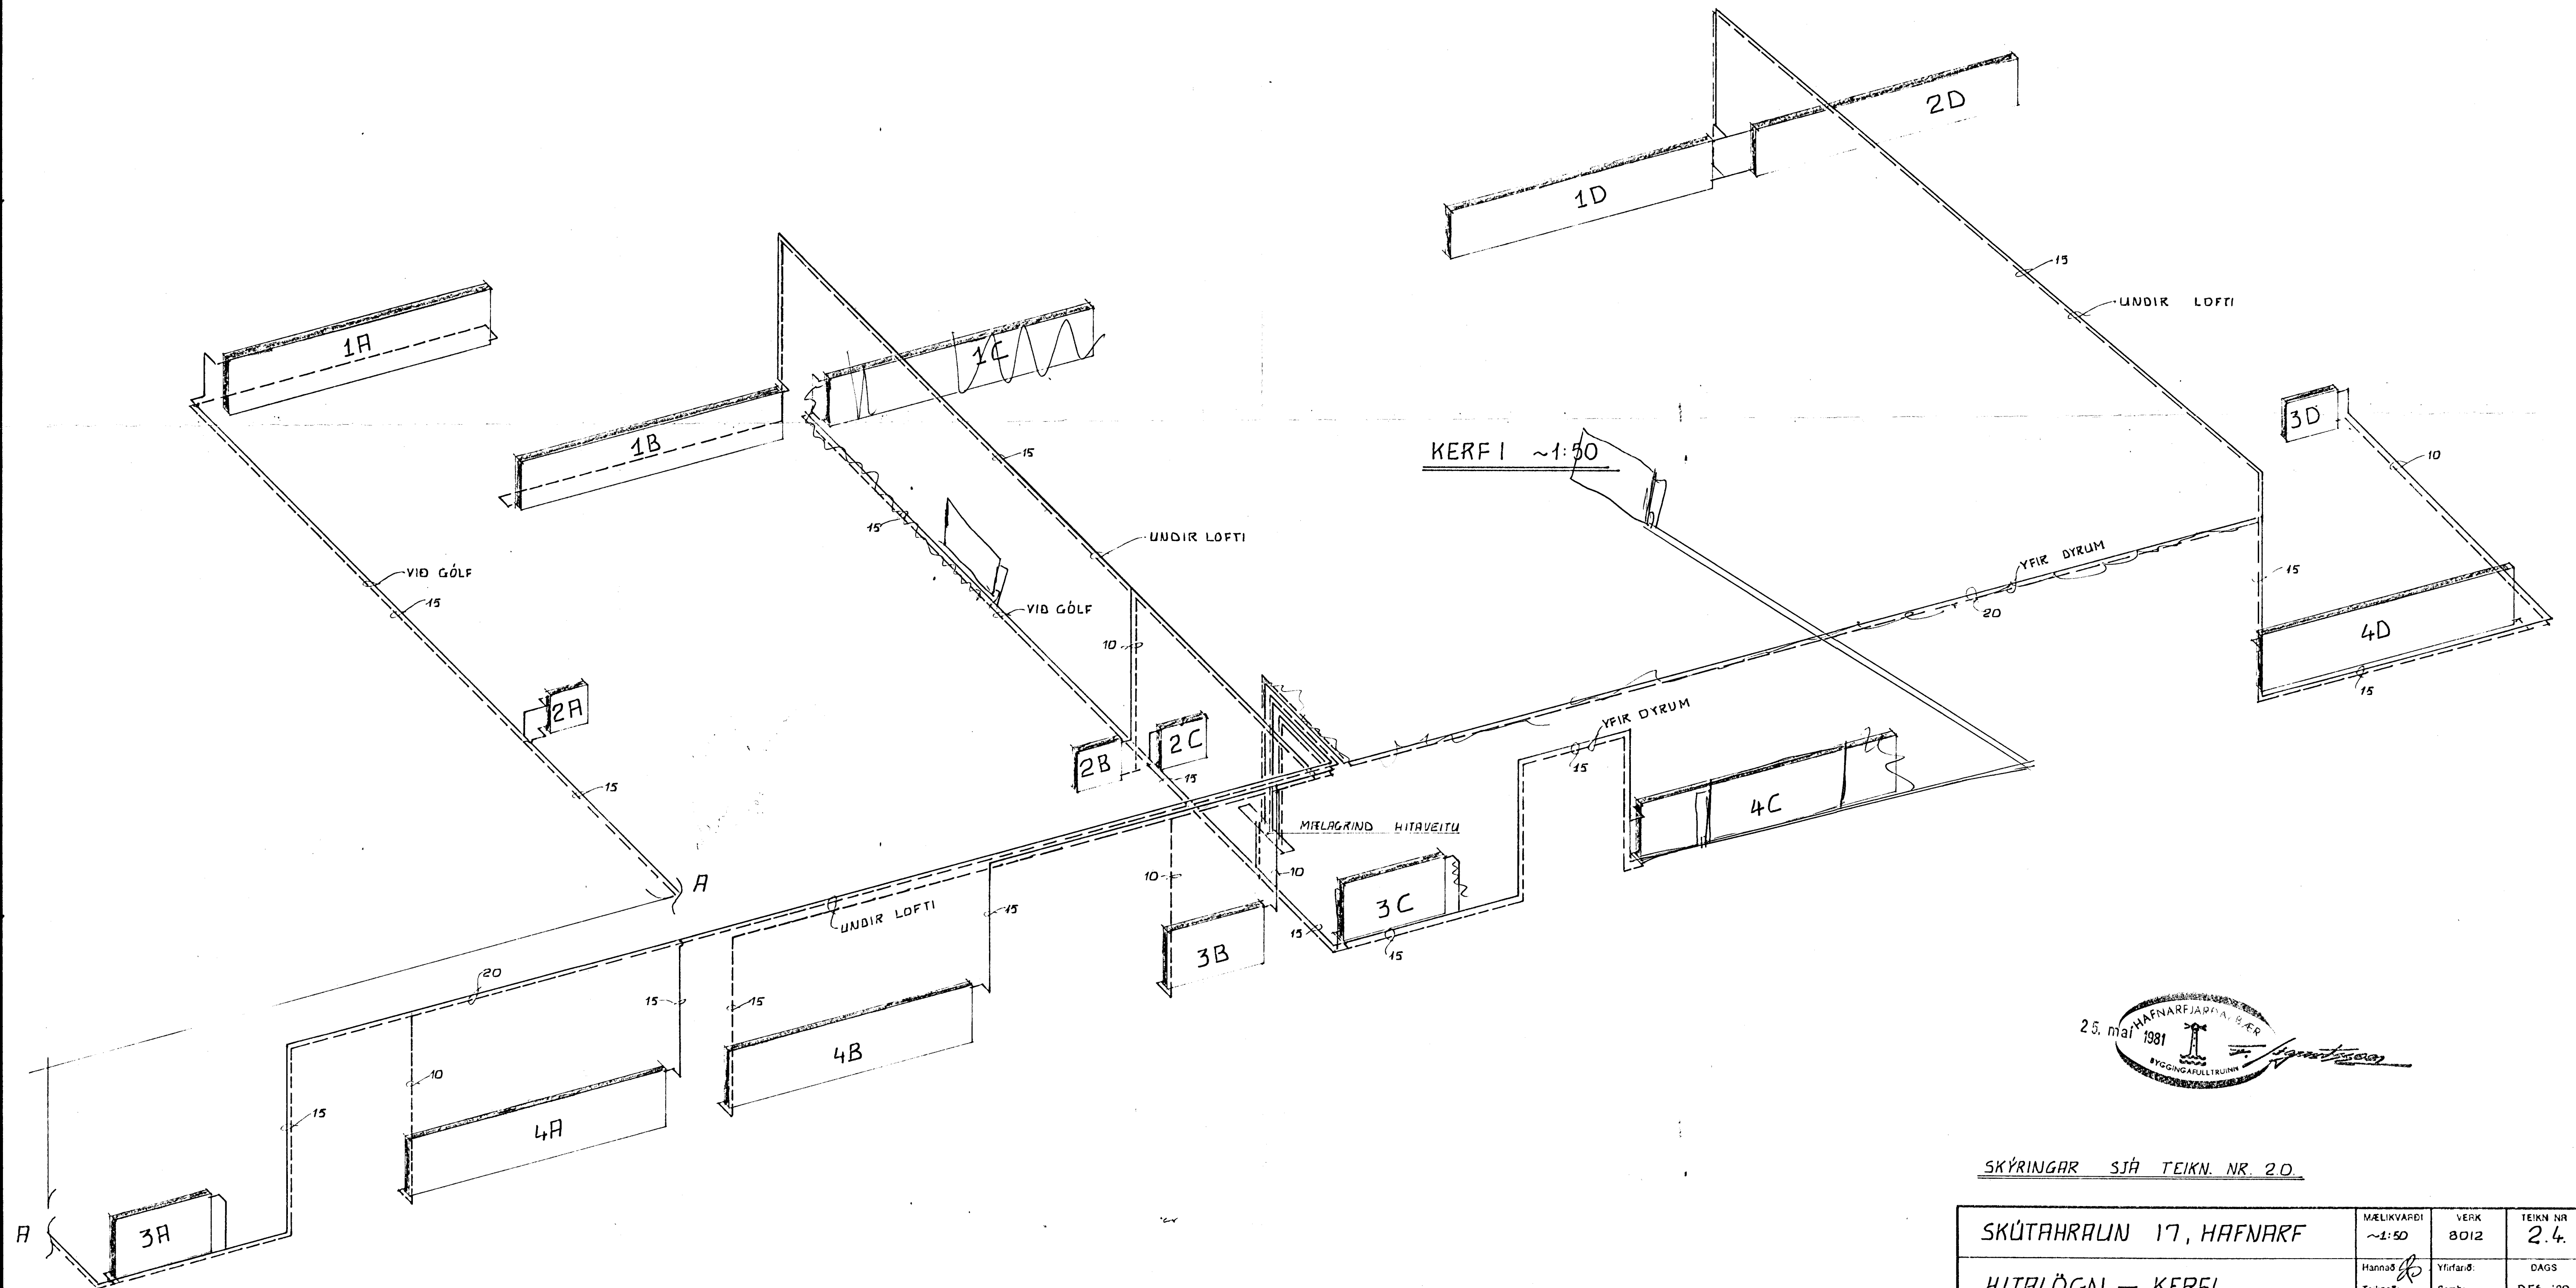 2D
1D
15
UNDIR LOFTI
1A
1C
3D
1B
15
KERFI ~1:50
10
15
UNDIR LOFTI
YFIR DYRUM
VIÐ GÓLF
15
15
VIÐ GÓLF
20
10
4D
2A
YFIR DYRUM
15
2C
2B
15
15
15
4C
MÆLAGRIND HITAVEITU
10
10
A
3C
UNDIR LOFTI
15
15
3B
15
20
15
15
4B
25. maí 1981
HAFNARFJARÐARBÆR
BYGGINGAFULLTRUINN
10
15
4A
SKÝRINGAR SJÁ TEIKN. NR. 2.0.
A
3A
SKÚTAHRAUN 17, HAFNARF
MÆLIKVARÐI
~1:50
VERK
8012
TEIKN NR
2.4.
HITALÖGN — KERFI
Hannað
Yfirfarið:
DAGS